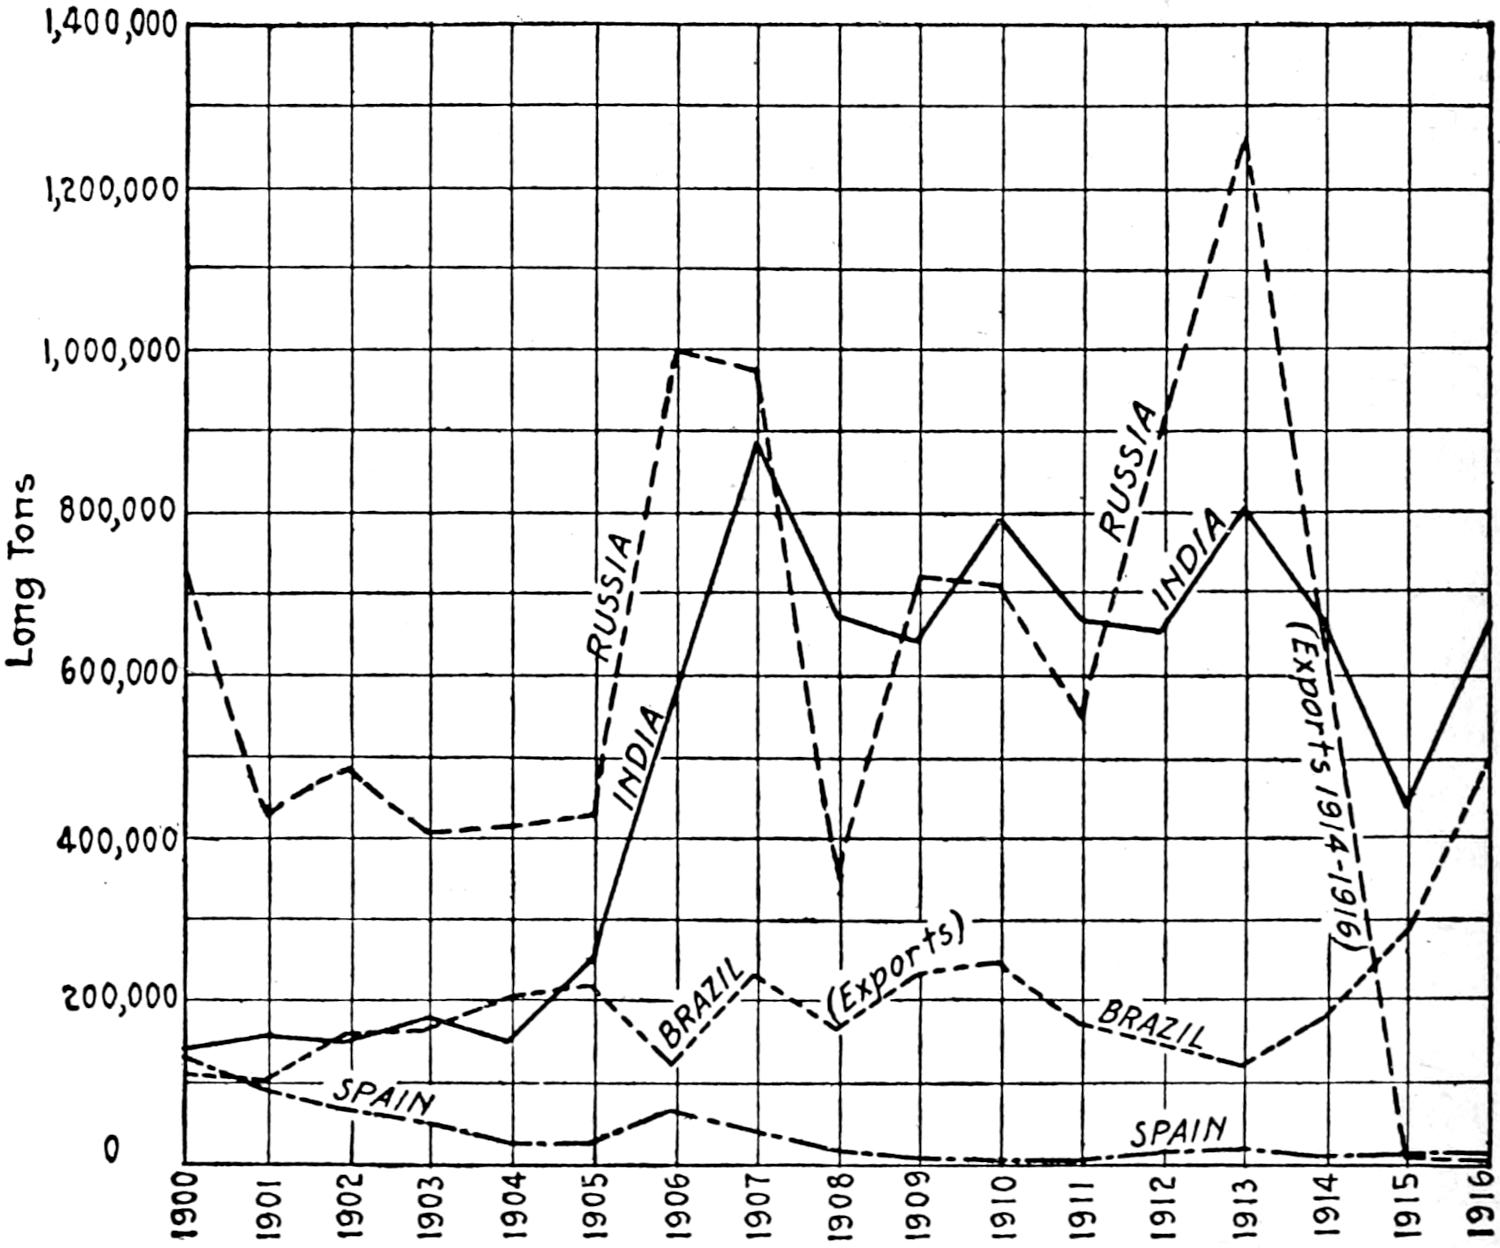 1,400,000
1,200,000
1,000,000
800,000
600,000
400,000
200,000
0
Long Tons
RUSSIA
INDIA
RUSSIA
INDIA
(Exports 1914-1916)
BRAZIL
(Exports)
BRAZIL
SPAIN
SPAIN
1900 1901 1902 1903 1904 1905 1906 1907 1908 1909 1910 1911 1912 1913 1914 1915 1916